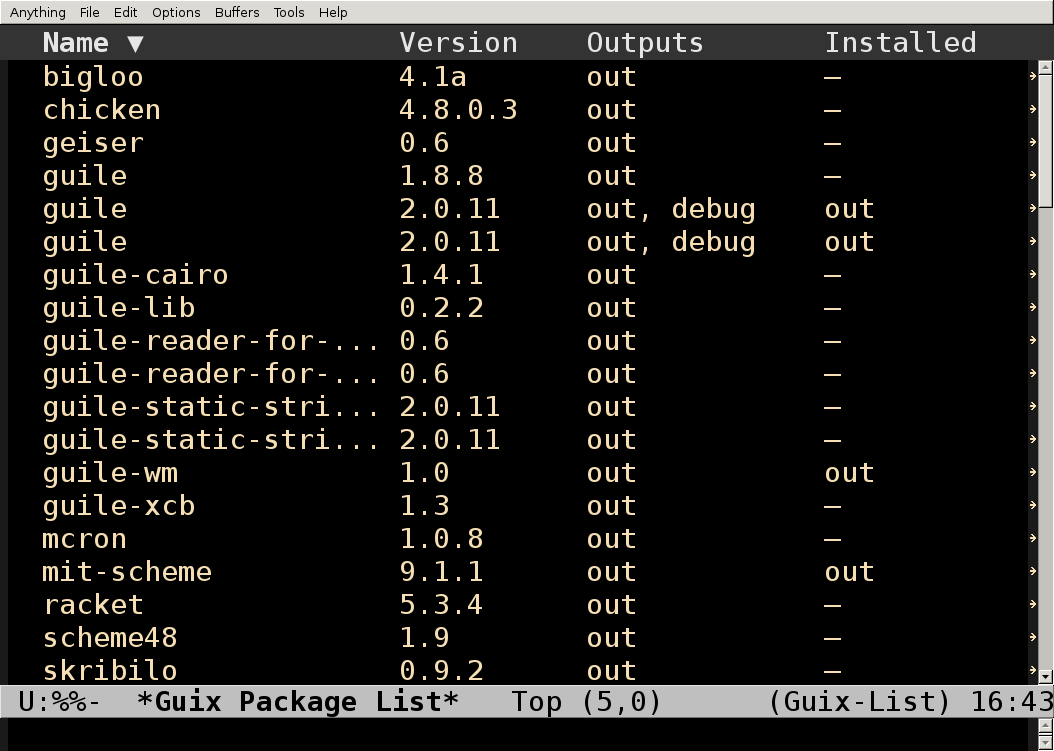 Anything File Edit Options Buffers Tools Help
Name ▼ Version Outputs Installed
bigloo 4.1a out —
chicken 4.8.0.3 out —
geiser 0.6 out —
guile 1.8.8 out —
guile 2.0.11 out, debug out
guile 2.0.11 out, debug out
guile-cairo 1.4.1 out —
guile-lib 0.2.2 out —
guile-reader-for-... 0.6 out —
guile-reader-for-... 0.6 out —
guile-static-stri... 2.0.11 out —
guile-static-stri... 2.0.11 out —
guile-wm 1.0 out out
guile-xcb 1.3 out —
mcron 1.0.8 out —
mit-scheme 9.1.1 out out
racket 5.3.4 out —
scheme48 1.9 out —
skribilo 0.9.2 out —
U:%%- *Guix Package List* Top (5,0) (Guix-List) 16:43